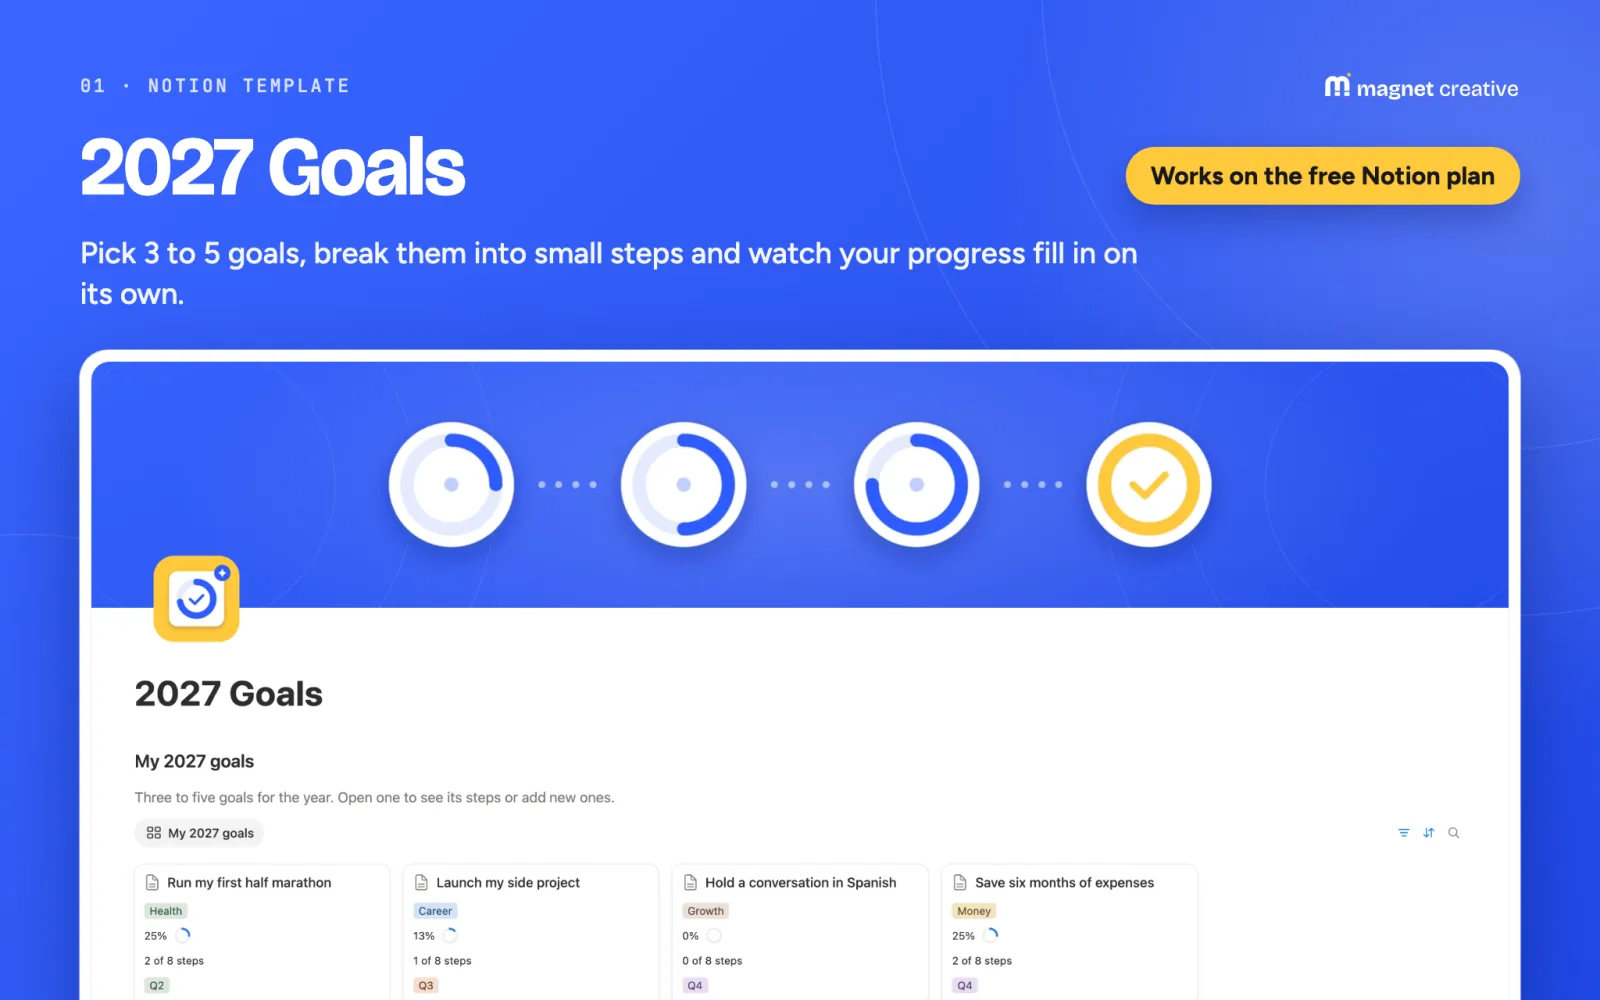 01 · NOTION TEMPLATE
magnet creative
2027 Goals
Works on the free Notion plan
Pick 3 to 5 goals, break them into small steps and watch your progress fill in on
its own.
2027 Goals
My 2027 goals
Three to five goals for the year. Open one to see its steps or add new ones.
My 2027 goals
Run my first half marathon
Health
25%
2 of 8 steps
Q2
Launch my side project
Career
13%
1 of 8 steps
Q3
Hold a conversation in Spanish
Growth
0%
0 of 8 steps
Q4
Save six months of expenses
Money
25%
2 of 8 steps
Q4